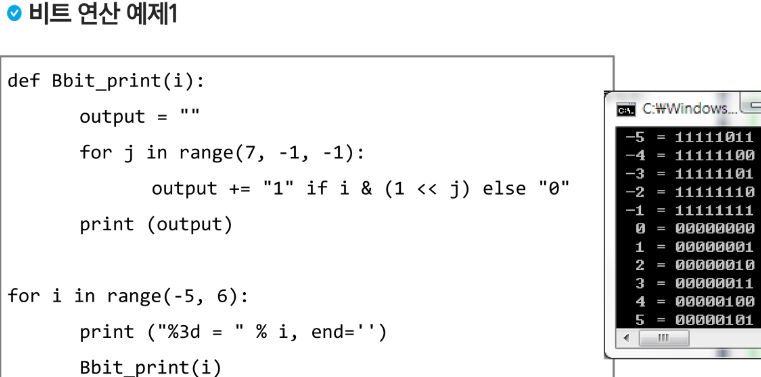 비트 연산 예제1
def Bbit_print(i):
output = ""
for j in range(7, -1, -1):
output += "1" if i & (1 << j) else "0"
print (output)
for i in range(-5, 6):
print ("%3d = " % i, end='')
Bbit_print(i)
C:\. C:₩Windows...
-5 = 11111011
-4 = 11111100
-3 = 11111101
-2 = 11111110
-1 = 11111111
0 = 00000000
1 = 00000001
2 = 00000010
3 = 00000011
4 = 00000100
5 = 00000101